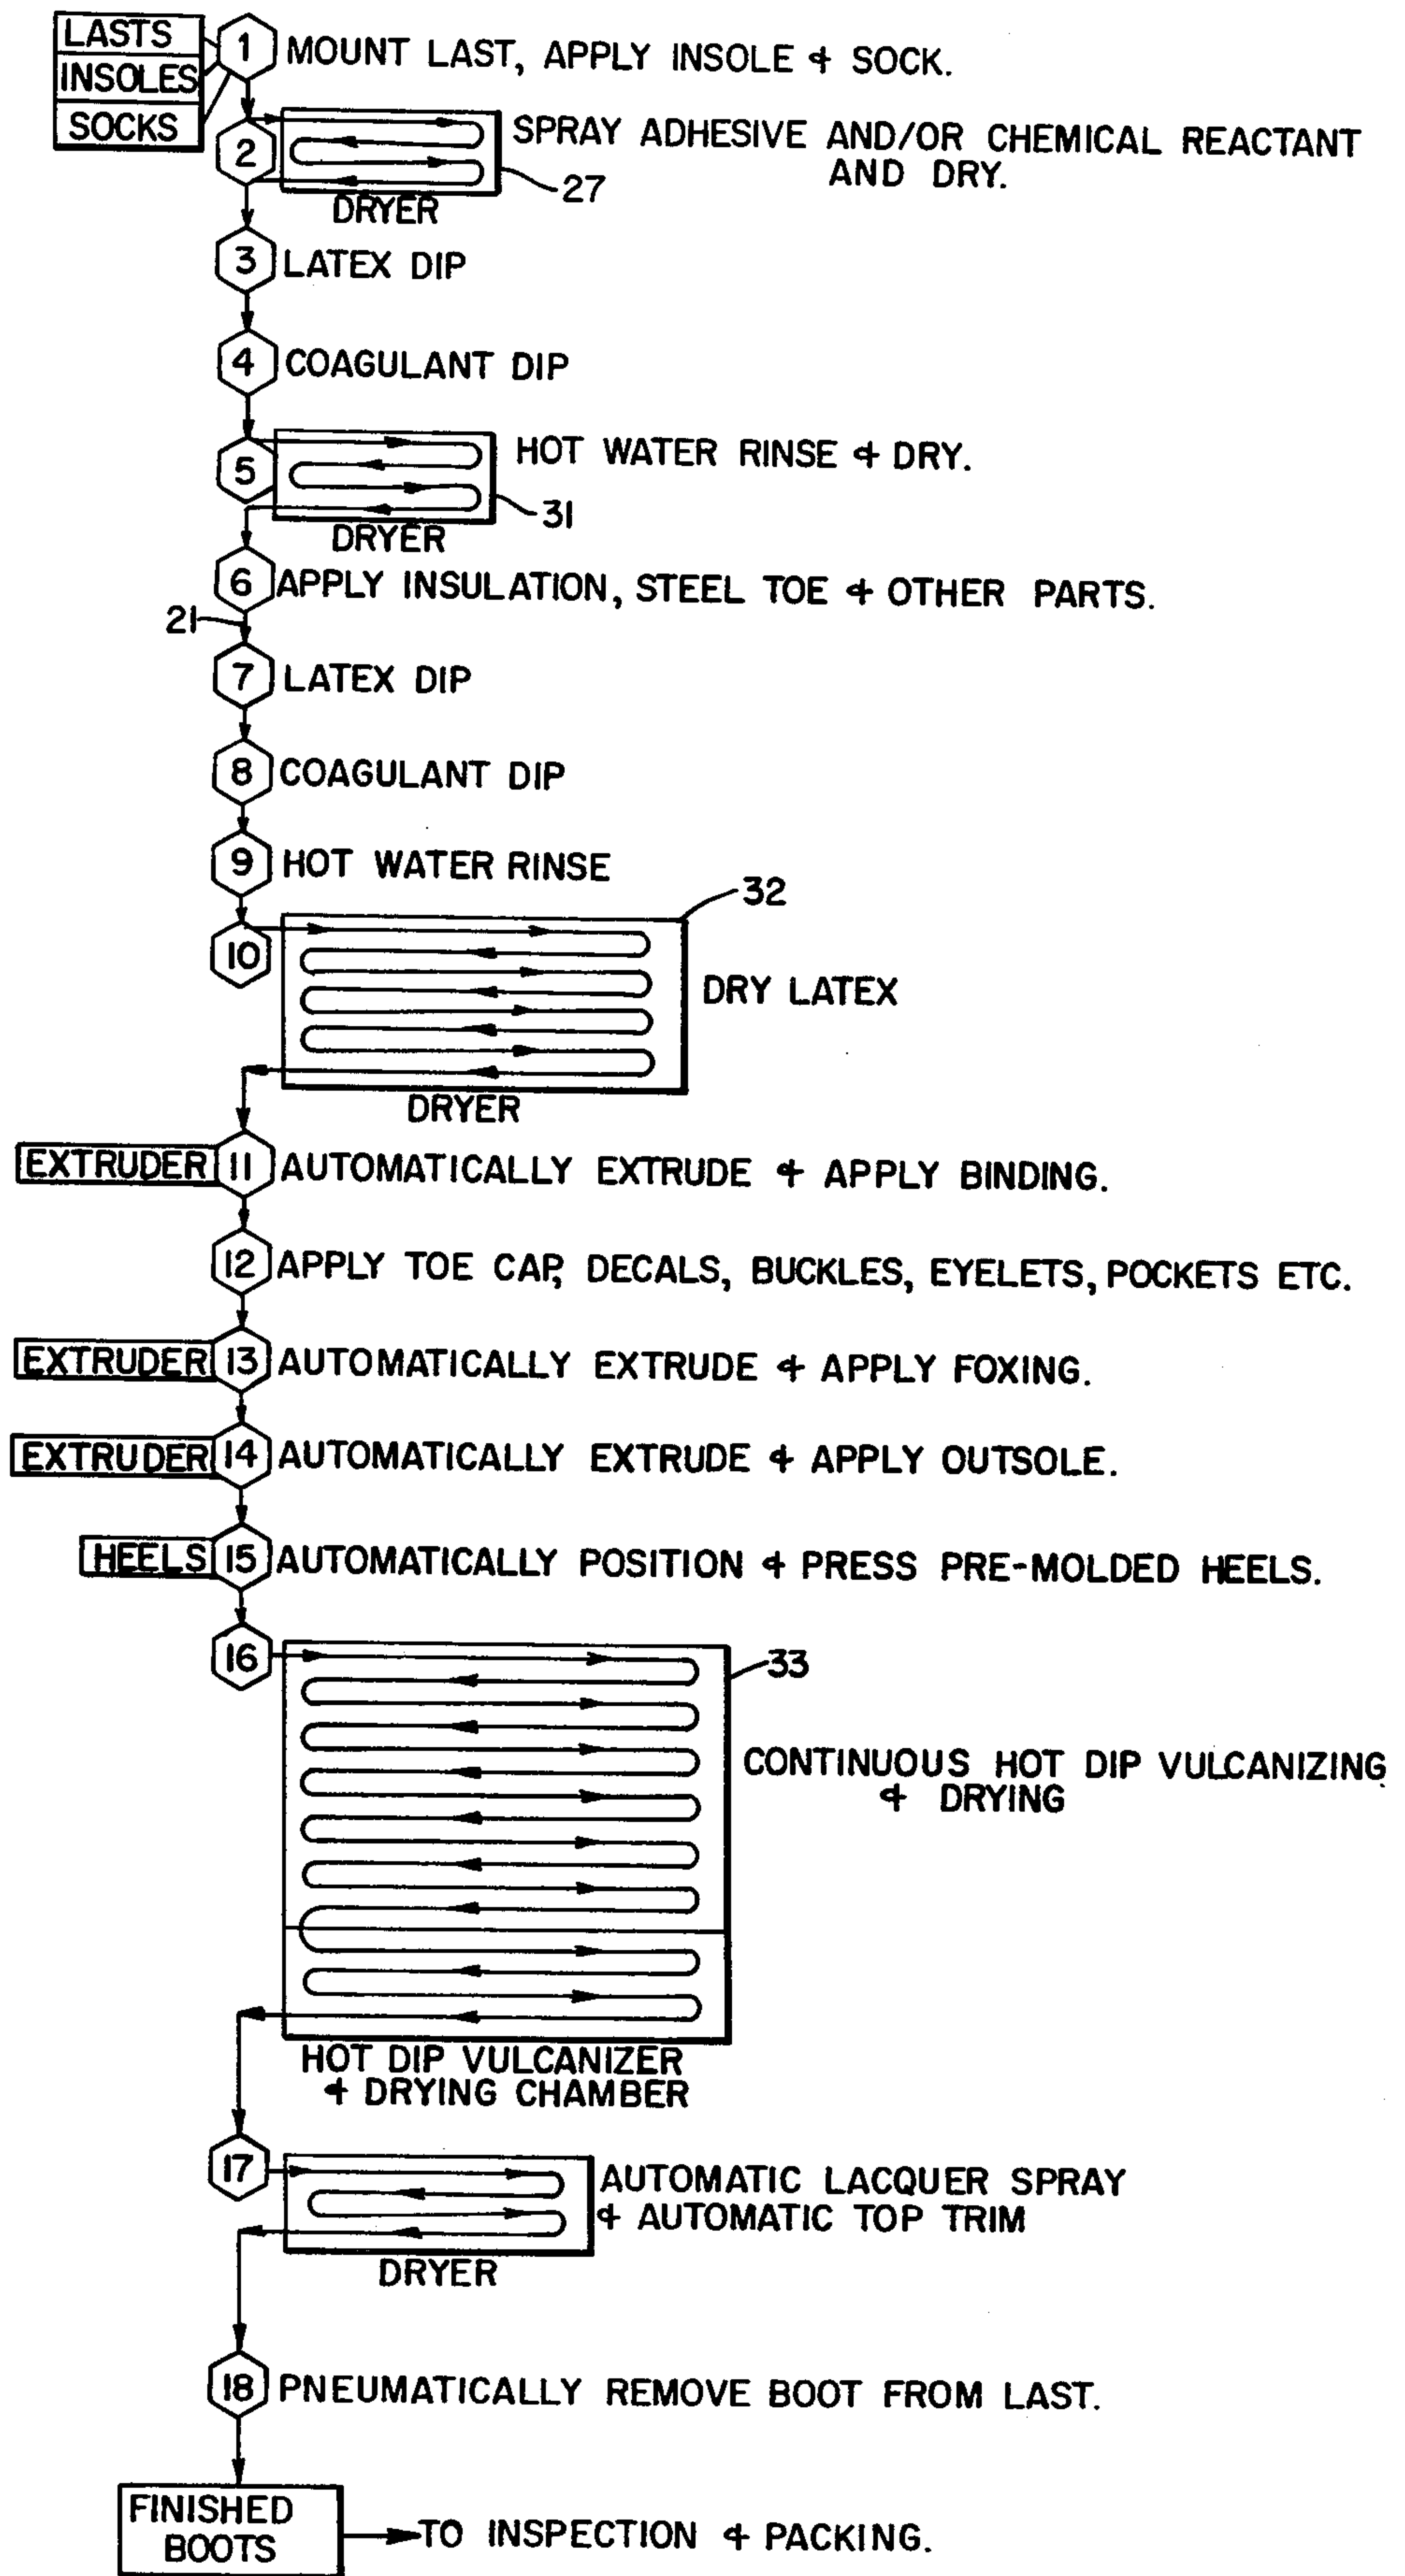 LASTS
INSOLES
SOCKS
1 MOUNT LAST, APPLY INSOLE & SOCK.
2 SPRAY ADHESIVE AND/OR CHEMICAL REACTANT
AND DRY.
27
DRYER
3 LATEX DIP
4 COAGULANT DIP
5 HOT WATER RINSE & DRY.
31
DRYER
6 APPLY INSULATION, STEEL TOE & OTHER PARTS.
21
7 LATEX DIP
8 COAGULANT DIP
9 HOT WATER RINSE
32
10 DRY LATEX
DRYER
EXTRUDER 11 AUTOMATICALLY EXTRUDE & APPLY BINDING.
12 APPLY TOE CAP, DECALS, BUCKLES, EYELETS, POCKETS ETC.
EXTRUDER 13 AUTOMATICALLY EXTRUDE & APPLY FOXING.
EXTRUDER 14 AUTOMATICALLY EXTRUDE & APPLY OUTSOLE.
HEELS 15 AUTOMATICALLY POSITION & PRESS PRE-MOLDED HEELS.
16
33
CONTINUOUS HOT DIP VULCANIZING
& DRYING
HOT DIP VULCANIZER
& DRYING CHAMBER
17 AUTOMATIC LACQUER SPRAY
& AUTOMATIC TOP TRIM
DRYER
18 PNEUMATICALLY REMOVE BOOT FROM LAST.
FINISHED
BOOTS
TO INSPECTION & PACKING.